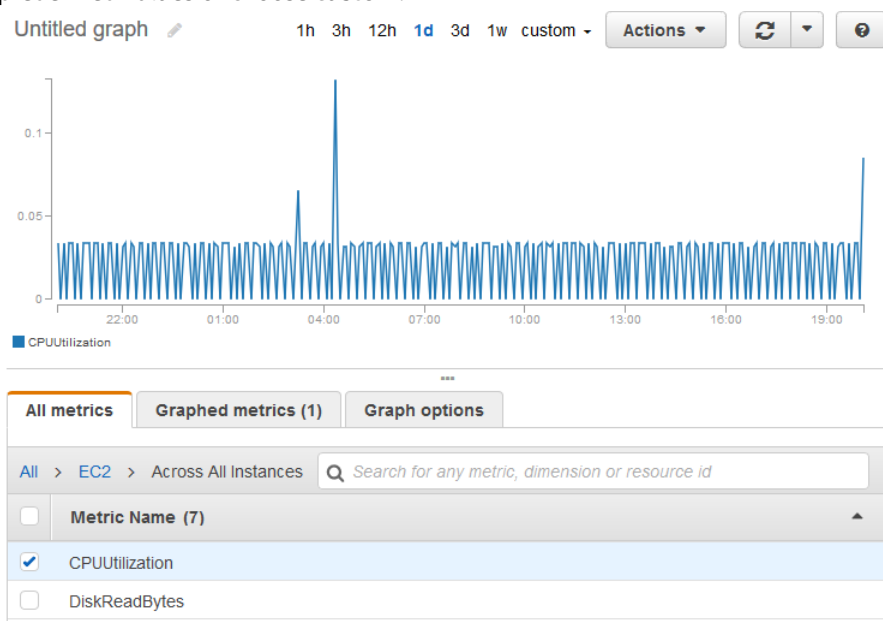 Untitled graph 1h 3h 12h 1d 3d 1w custom Actions
0.1
0.05
0
22:00 01:00 04:00 07:00 10:00 13:00 16:00 19:00
CPUUtilization
All metrics Graphed metrics (1) Graph options
All > EC2 > Across All Instances Search for any metric, dimension or resource id
Metric Name (7)
CPUUtilization
DiskReadBytes